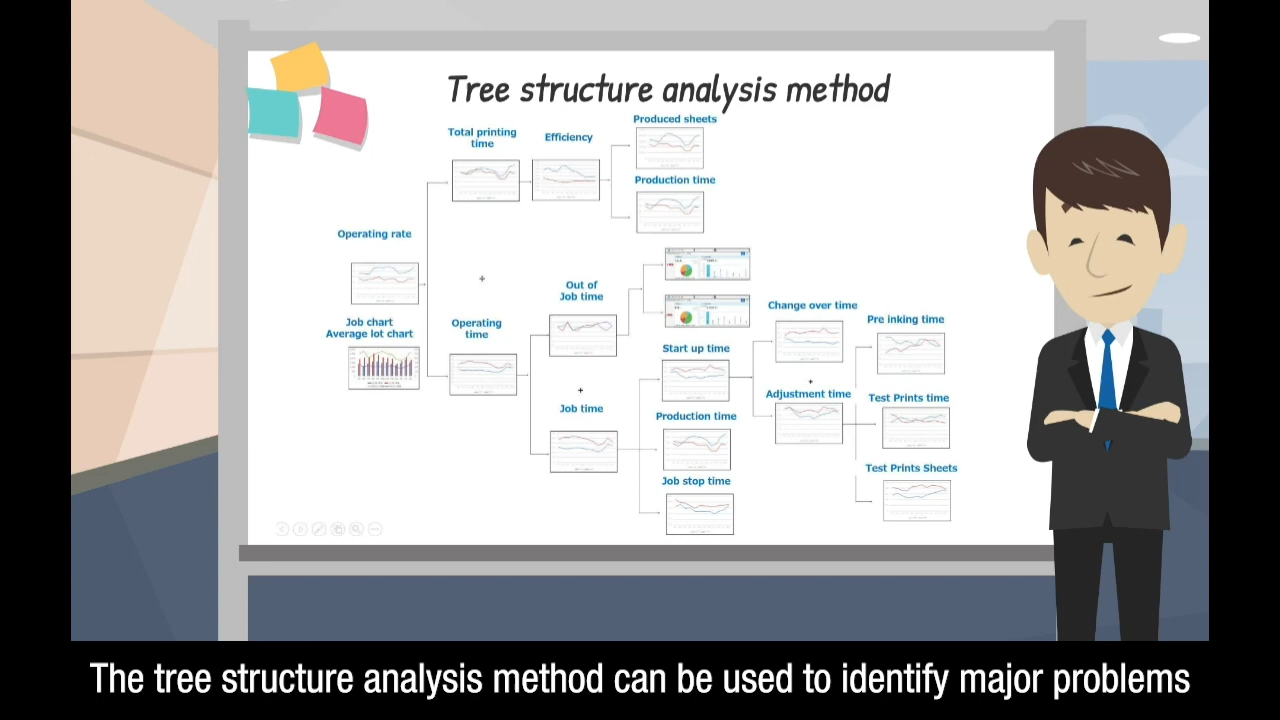 Tree structure analysis method
Produced sheets
Total printing
time
Efficiency
Production time
Operating rate
Out of
Job time
Change over time
Pre inking time
Job chart
Average lot chart
Operating
time
Start up time
Adjustment time
Test Prints time
Job time
Production time
Test Prints Sheets
Job stop time
The tree structure analysis method can be used to identify major problems